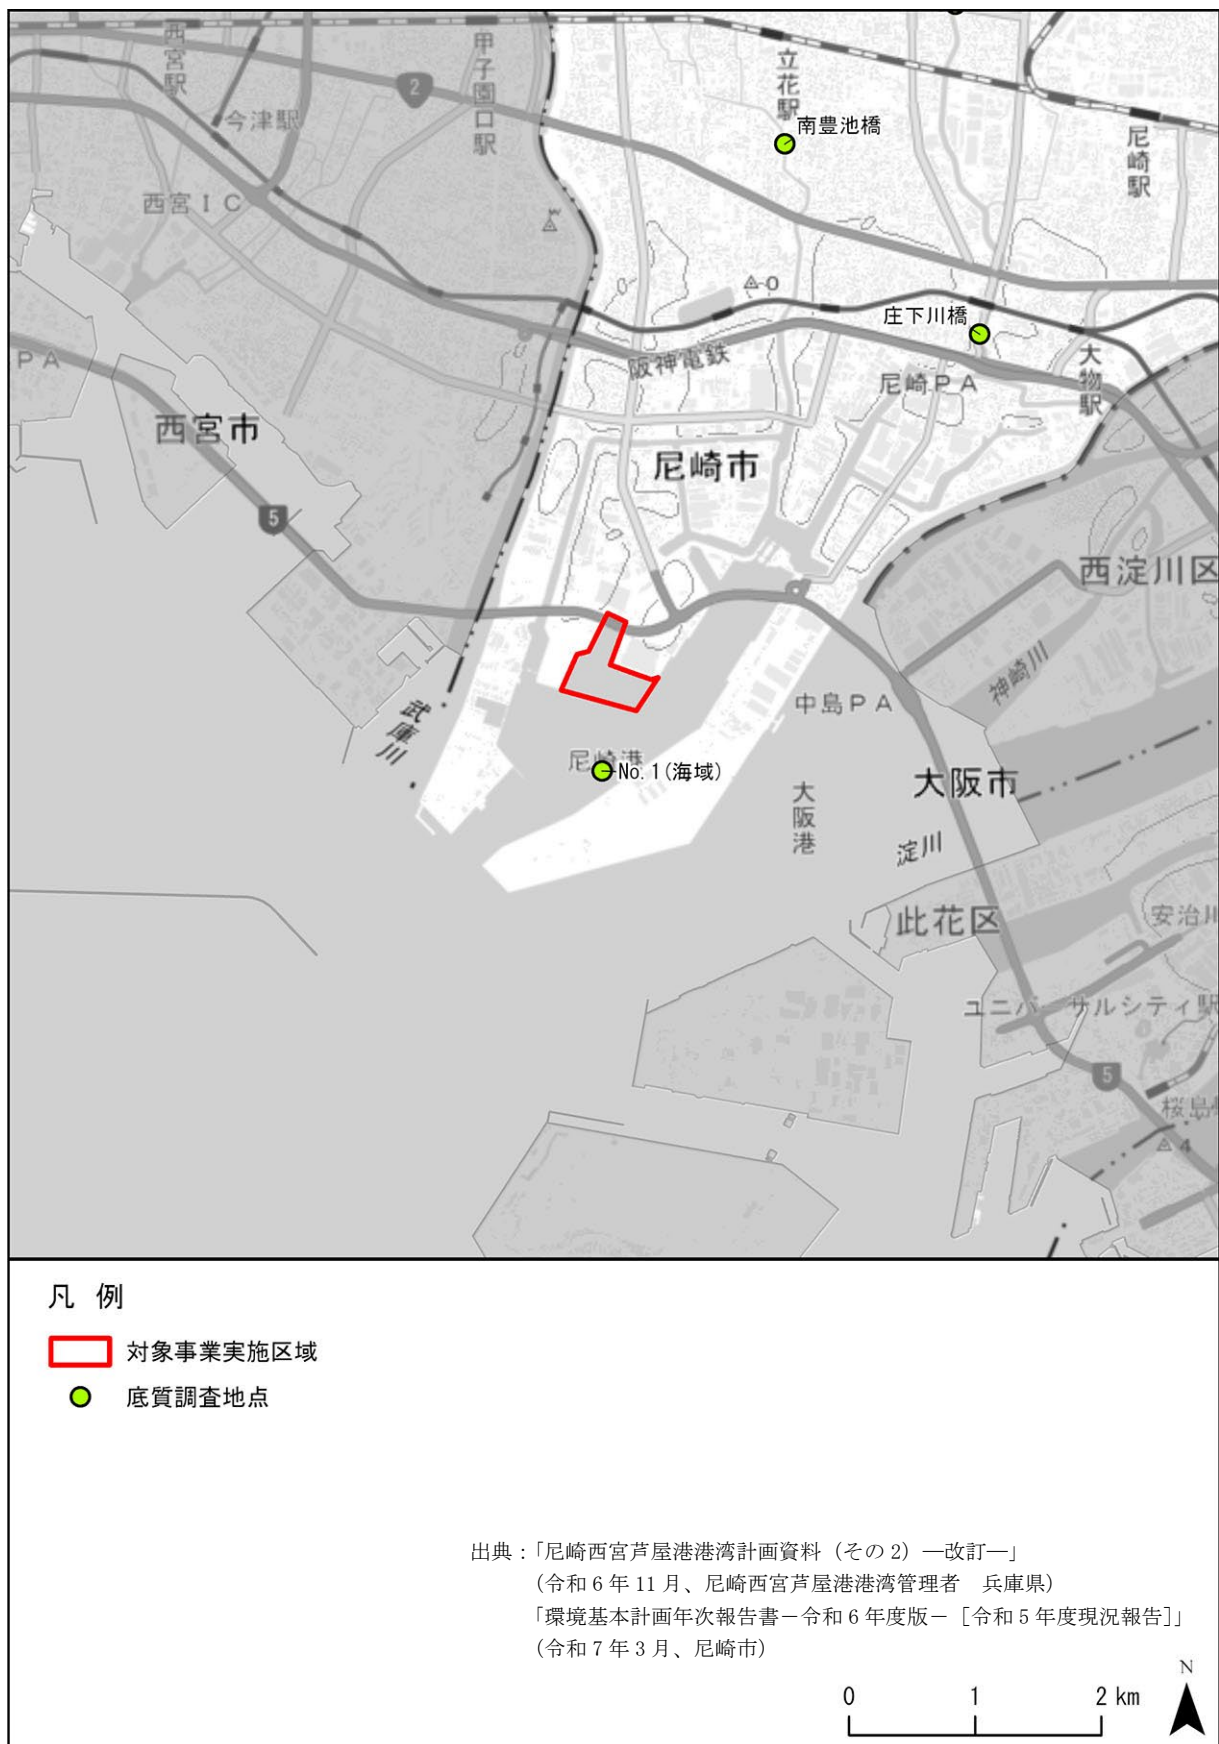 西宮駅
甲子園口駅
立花駅
2
今津駅
南豊池橋
尼崎駅
西宮IC
0
庄下川橋
PA
阪神電鉄
尼崎PA
大物駅
西宮市
尼崎市
5
西淀川区
神崎川
武庫川
中島PA
尼崎港
No.1(海域)
大阪市
大阪港
淀川
此花区
安治川
ユニバーサルシティ駅
5
桜島
4
凡 例
対象事業実施区域
底質調査地点
出典：「尼崎西宮芦屋港港湾計画資料（その2）―改訂―」
（令和6年11月、尼崎西宮芦屋港港湾管理者　兵庫県）
「環境基本計画年次報告書－令和6年度版－［令和5年度現況報告］」
（令和7年3月、尼崎市）
N
0 1 2 km